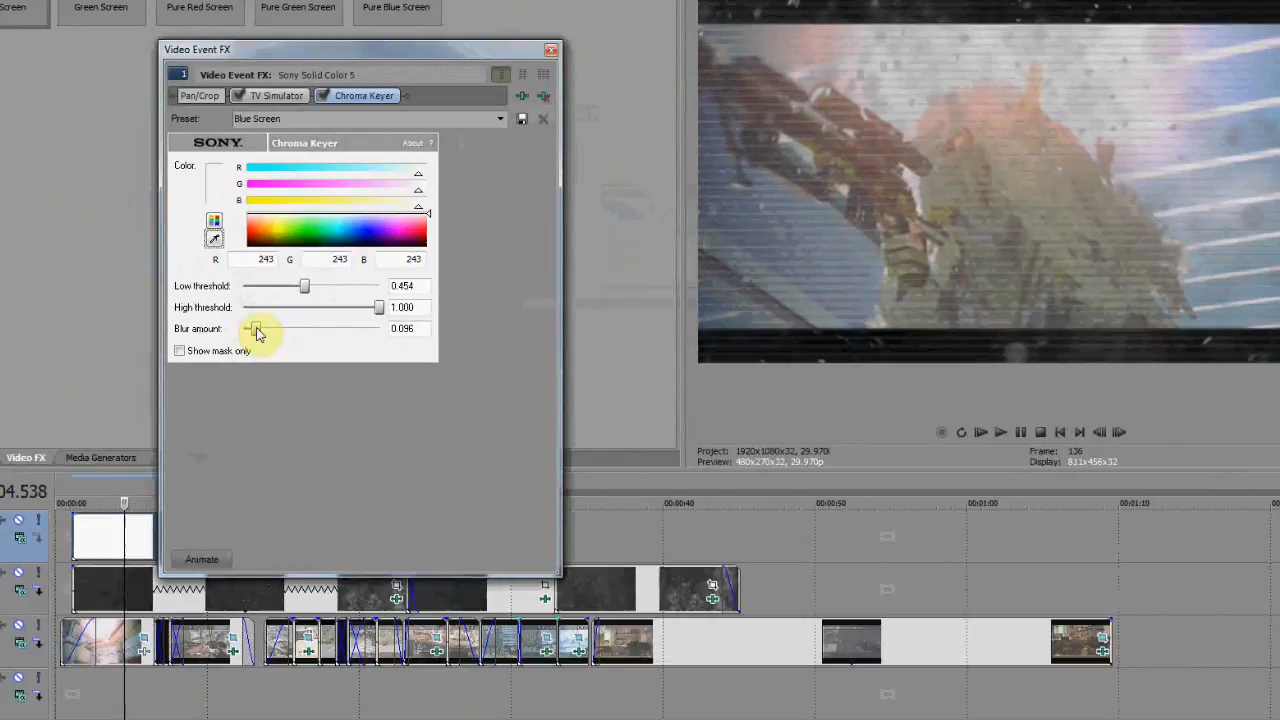 Screen
Green Screen
Pure Red Screen
Pure Green Screen
Pure Blue Screen
Video Event FX
1
Video Event FX: Sony Solid Color 5
Pan/Crop
TV Simulator
Chroma Keyer
Preset: Blue Screen
SONY.
Chroma Keyer
About ?
Color:
R
G
B
R 243 G 243 B 243
Low threshold: 0.454
High threshold: 1.000
Blur amount: 0.096
Show mask only
Animate
Project: 1920x1080x32, 29.970i
Preview: 480x270x32, 29.970p
Frame: 136
Display: 811x456x32
Video FX
Media Generators
04.538
00:00:00
00:00:40
00:00:50
00:01:00
00:01:10